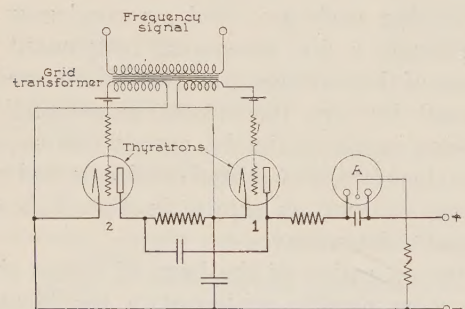 Frequency
signal
Grid
transformer
Thyratrons
A
2
1
+
−